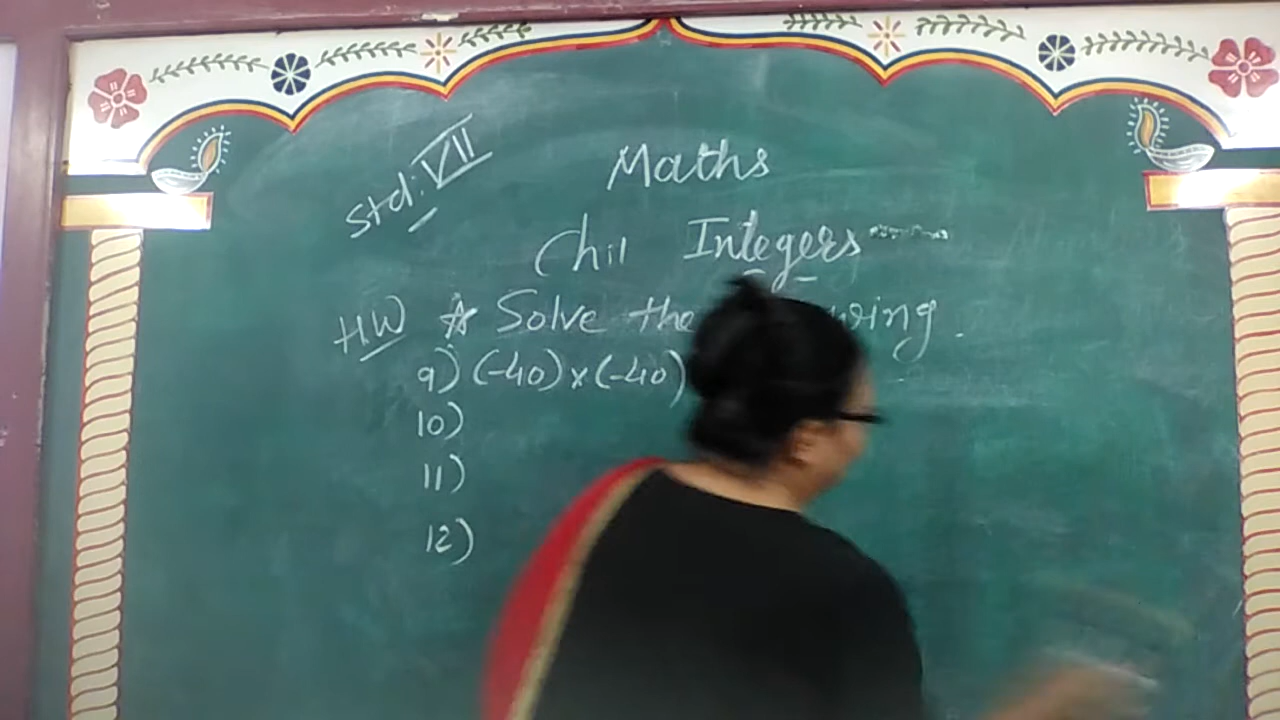 Std: VII
Maths
Ch:1 Integers
HW ☆ Solve the
9) (-40)×(-40)
10)
11)
12)